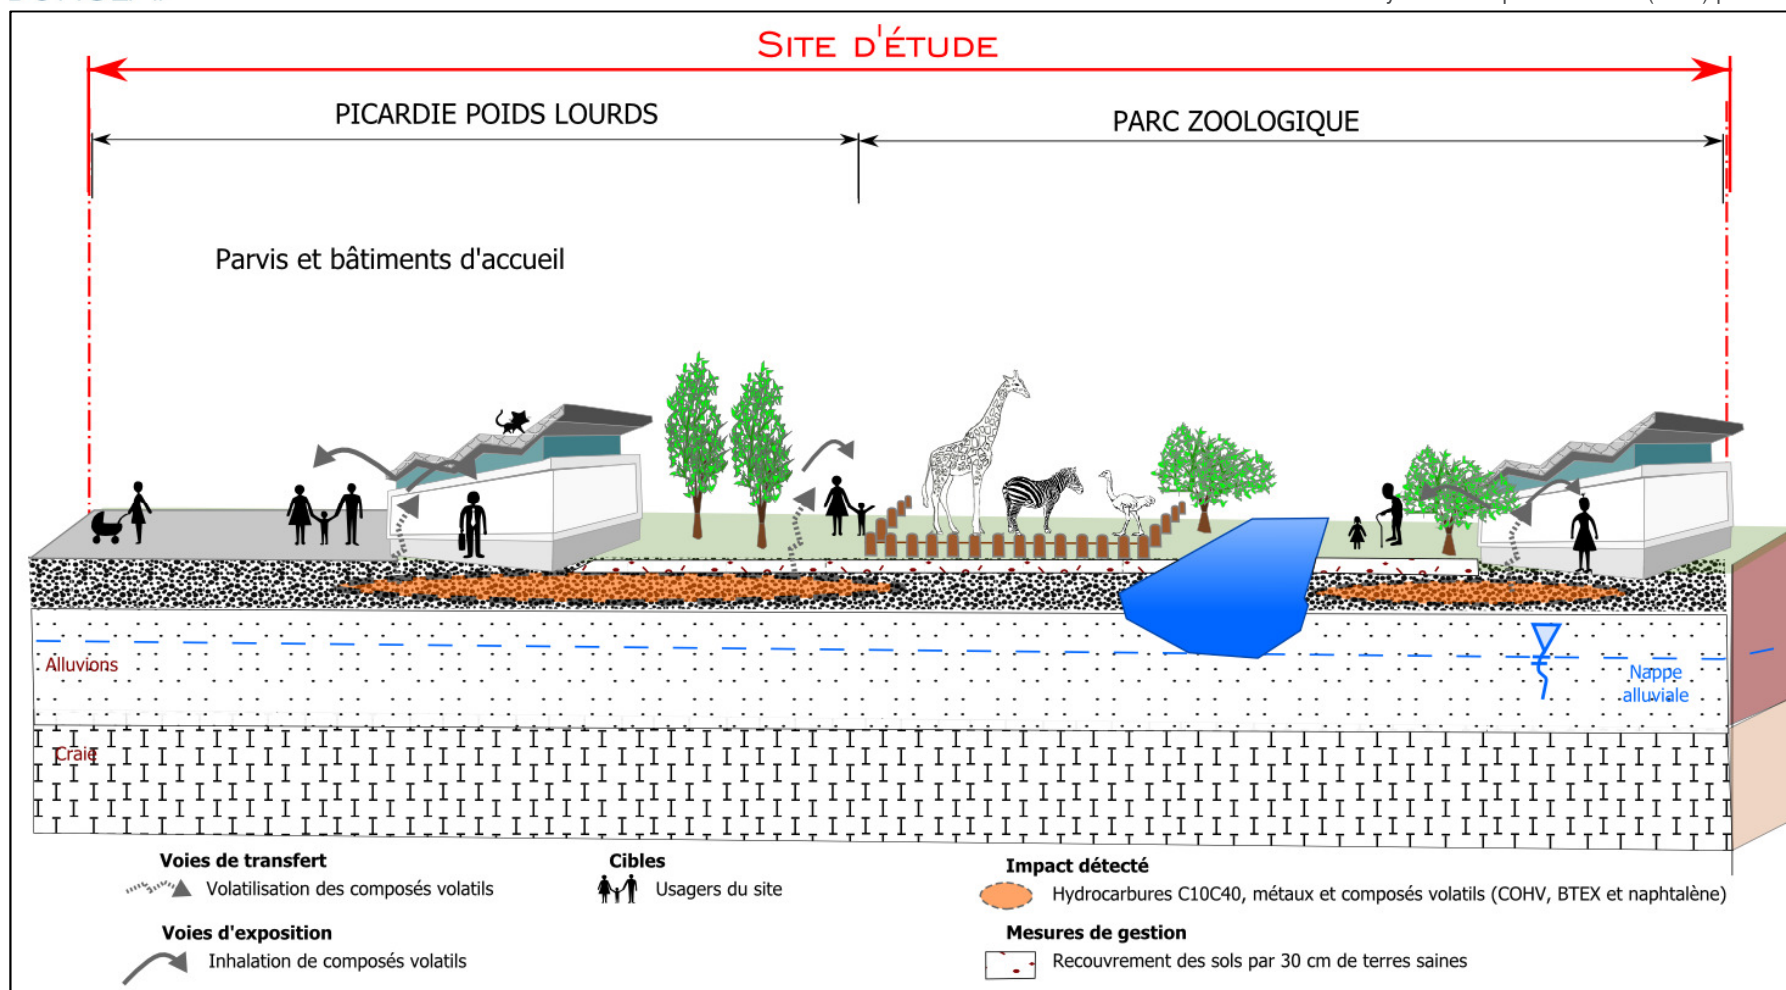 SITE D'ÉTUDE
PICARDIE POIDS LOURDS
PARC ZOOLOGIQUE
Parvis et bâtiments d'accueil
Alluvions
Nappe
alluviale
Craie
Voies de transfert
Volatilisation des composés volatils
Cibles
Usagers du site
Impact détecté
Hydrocarbures C10C40, métaux et composés volatils (COHV, BTEX et naphtalène)
Voies d'exposition
Inhalation de composés volatils
Mesures de gestion
Recouvrement des sols par 30 cm de terres saines